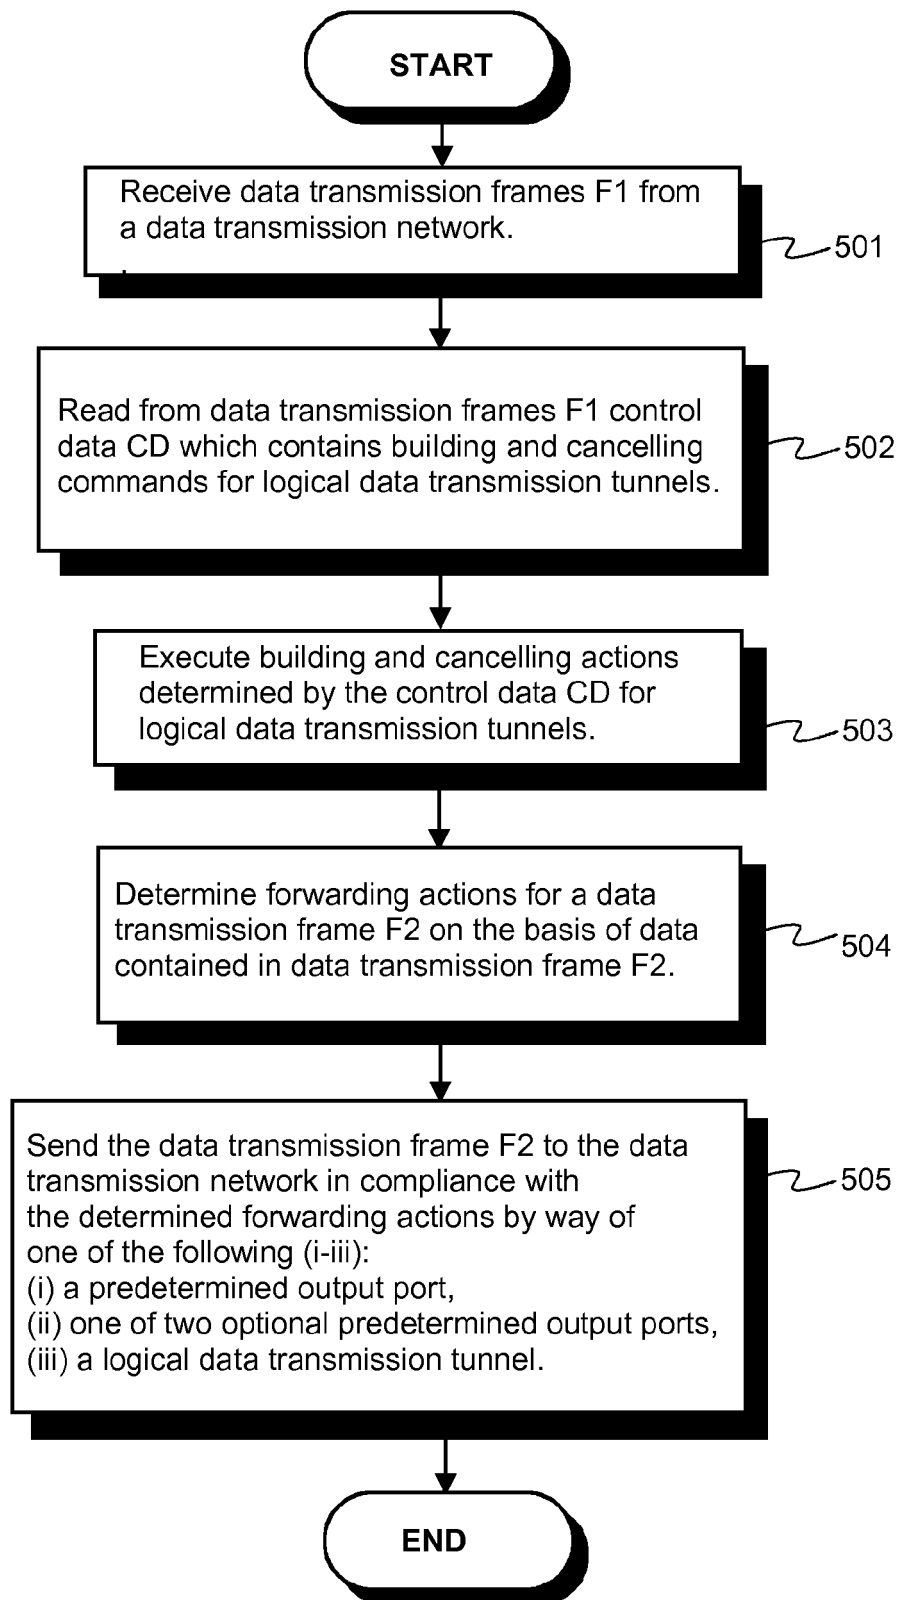 START
Receive data transmission frames F1 from
a data transmission network.
.
501
Read from data transmission frames F1 control
data CD which contains building and cancelling
commands for logical data transmission tunnels.
502
Execute building and cancelling actions
determined by the control data CD for
logical data transmission tunnels.
503
Determine forwarding actions for a data
transmission frame F2 on the basis of data
contained in data transmission frame F2.
504
Send the data transmission frame F2 to the data
transmission network in compliance with
the determined forwarding actions by way of
one of the following (i-iii):
(i) a predetermined output port,
(ii) one of two optional predetermined output ports,
(iii) a logical data transmission tunnel.
505
END